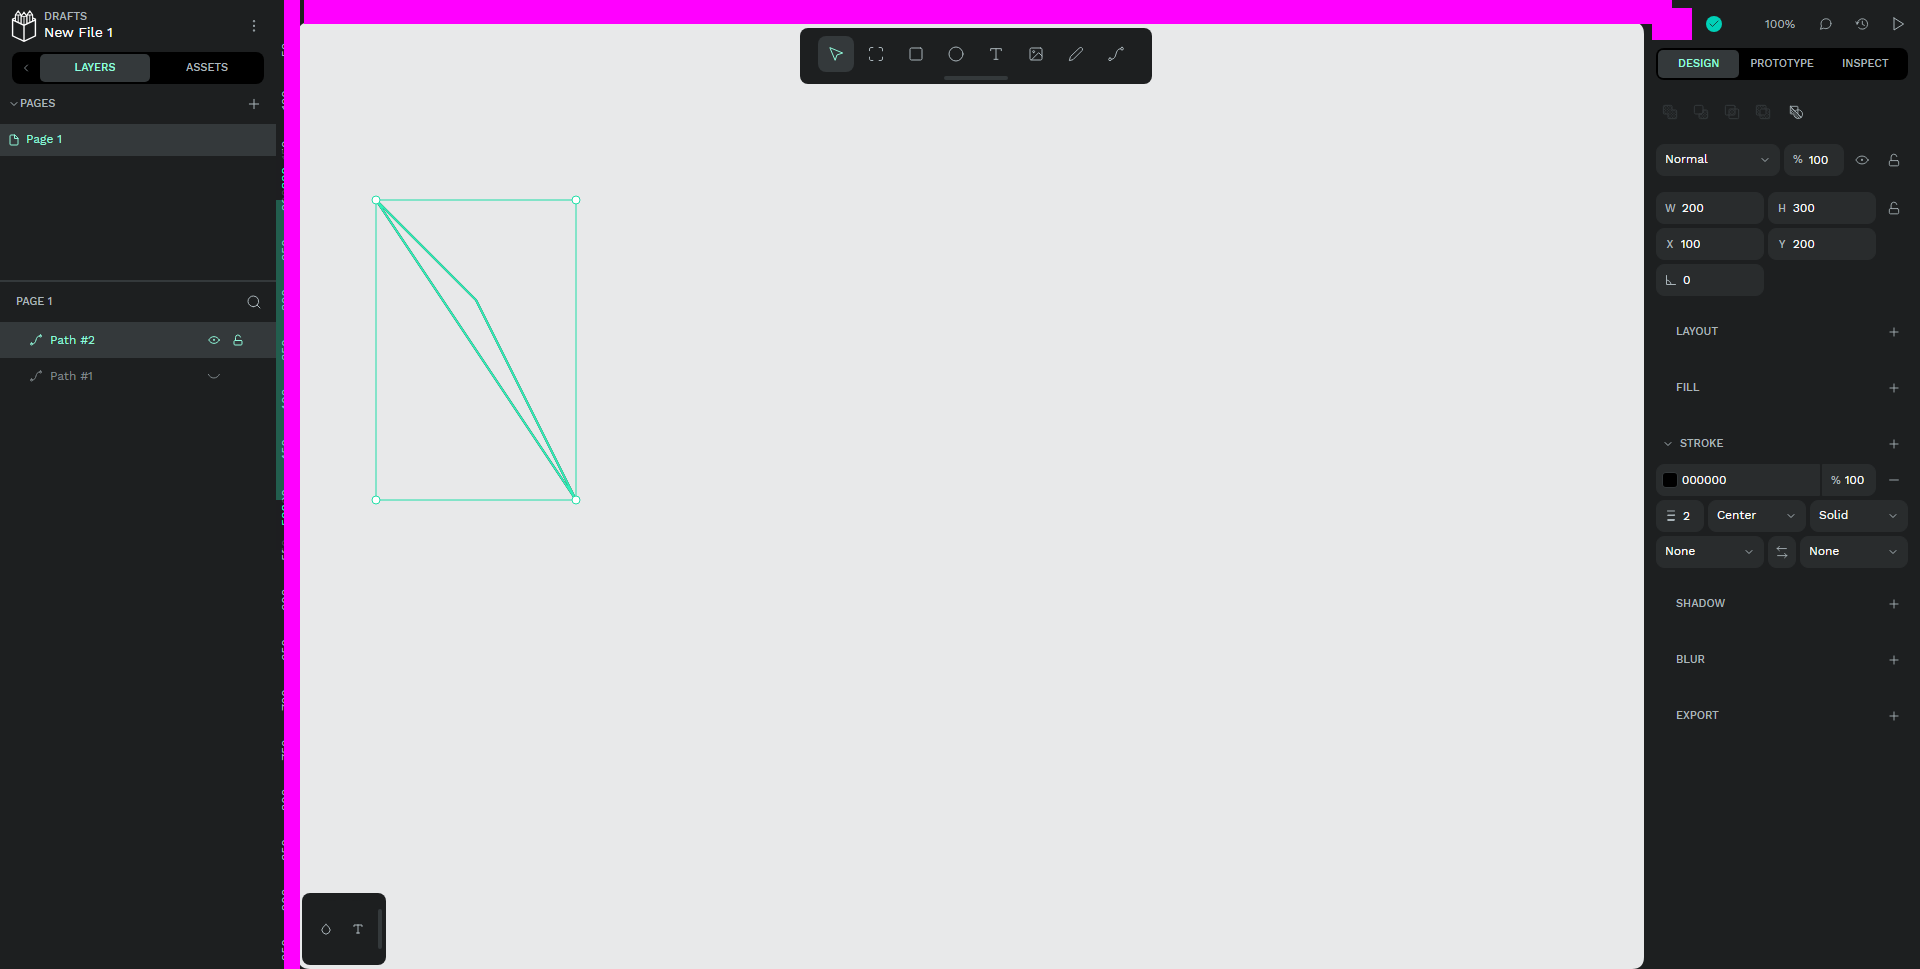 DRAFTS
New File 1
LAYERS
ASSETS
PAGES
Page 1
PAGE 1
Path #2
Path #1
100%
DESIGN
PROTOTYPE
INSPECT
Normal
% 100
W 200
H 300
X 100
Y 200
0
LAYOUT
FILL
STROKE
000000
% 100
2
Center
Solid
None
None
SHADOW
BLUR
EXPORT